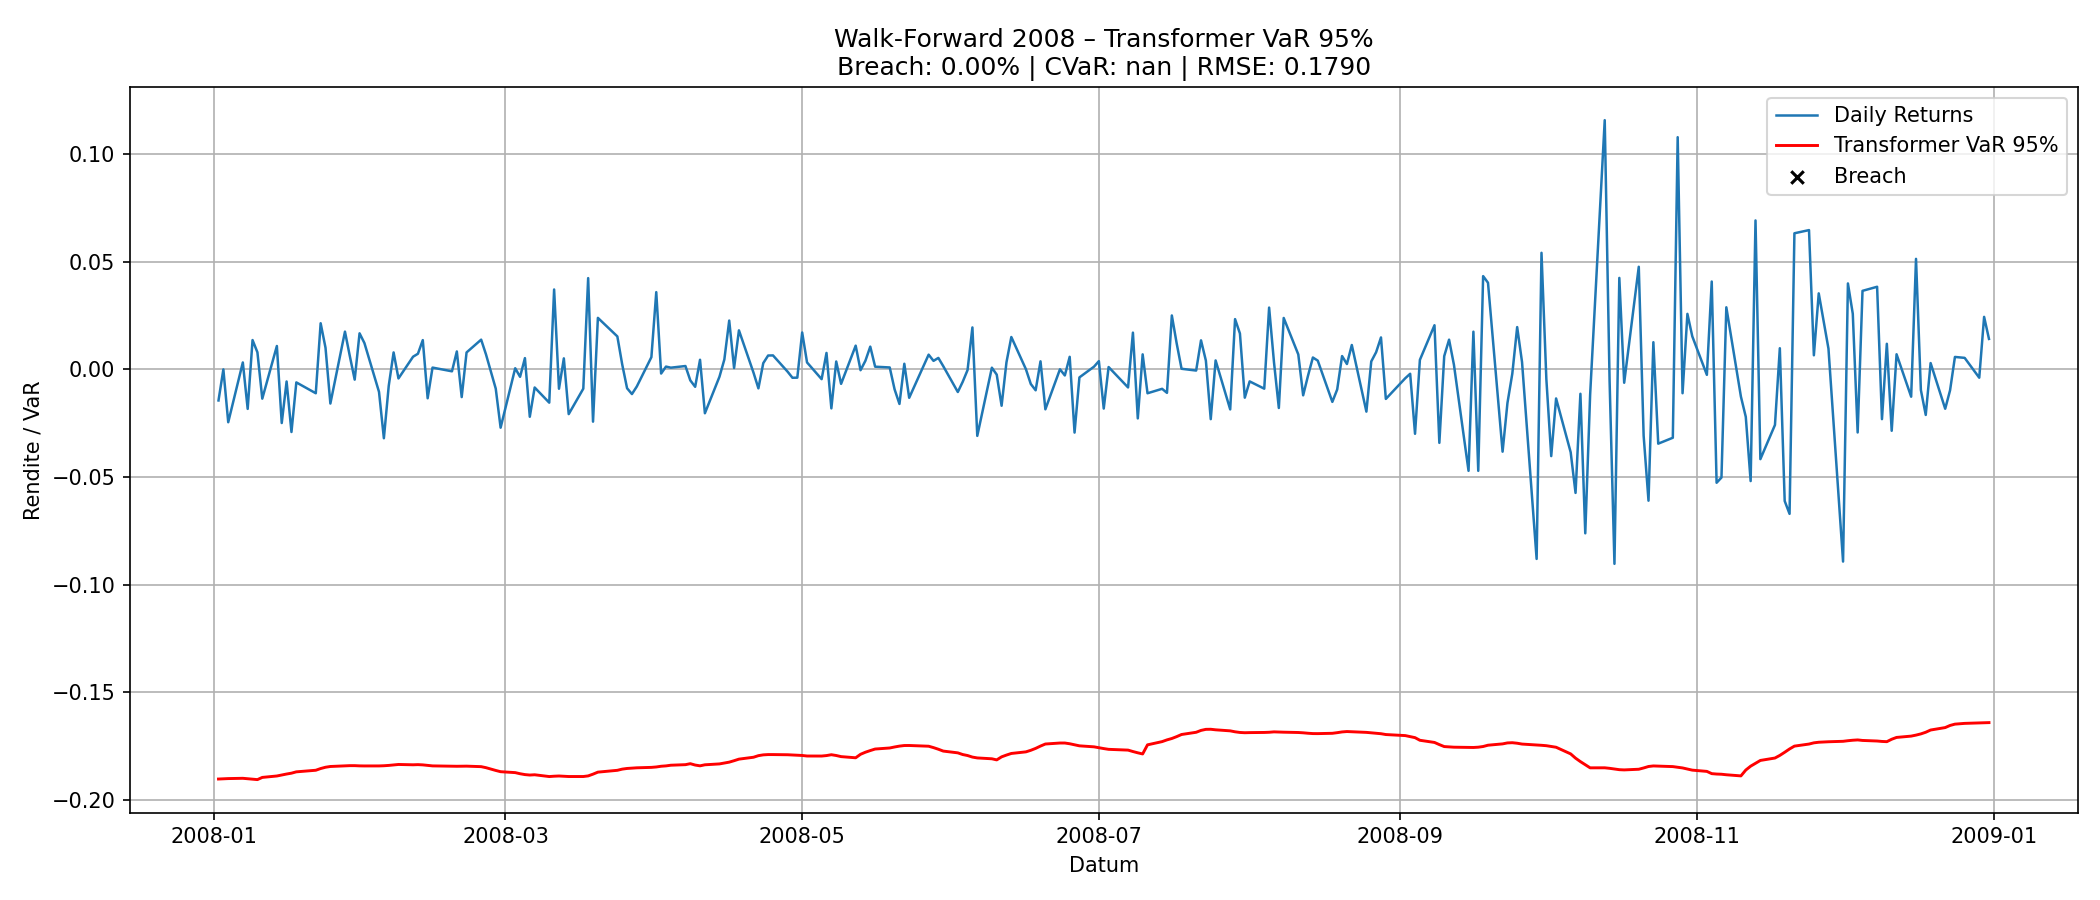 Walk-Forward 2008 – Transformer VaR 95%
Breach: 0.00% | CVaR: nan | RMSE: 0.1790
Daily Returns
Transformer VaR 95%
Breach
Rendite / VaR
0.10
0.05
0.00
−0.05
−0.10
−0.15
−0.20
2008-01
2008-03
2008-05
2008-07
2008-09
2008-11
2009-01
Datum